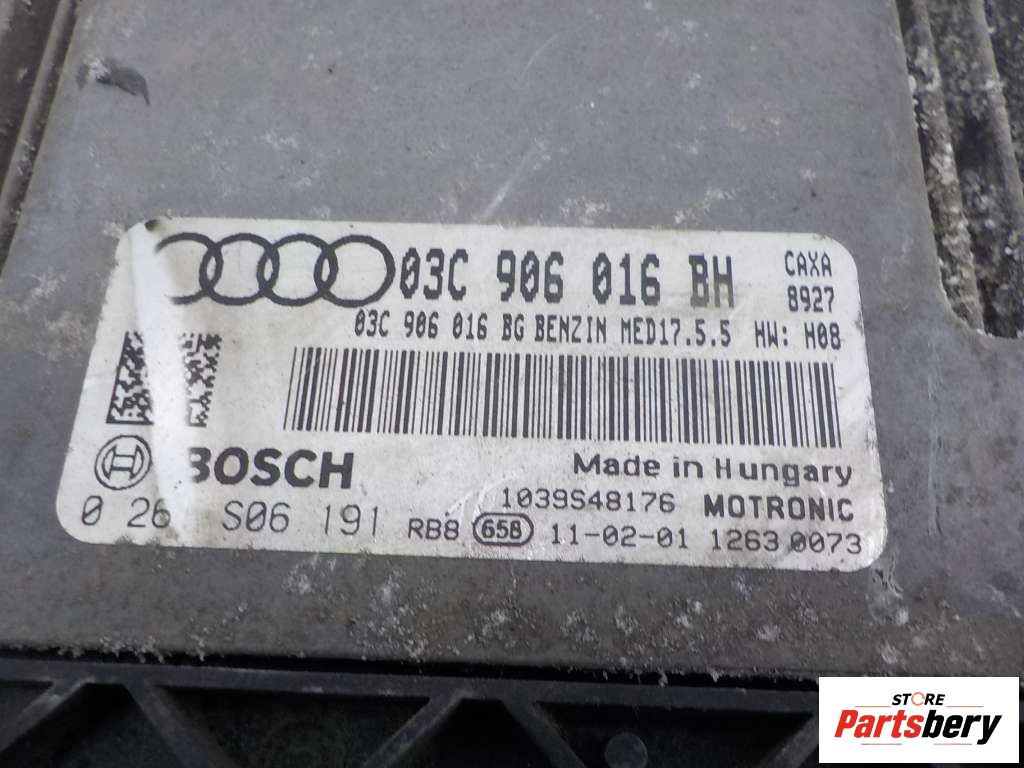 03C 906 016 BH CAXA
8927
03C 906 016 BG BENZIN MED17.5.5 HW: H08
BOSCH
Made in Hungary
1039S48176 MOTRONIC
0 26 S06 191 RB8 658 11-02-01 1263 0073
STORE
Partsbery